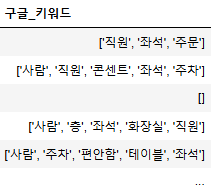 구글_키워드
['직원', '좌석', '주문']
['사람', '직원', '콘센트', '좌석', '주차']
[]
['사람', '층', '좌석', '화장실', '직원']
['사람', '주차', '편안함', '테이블', '좌석']
...